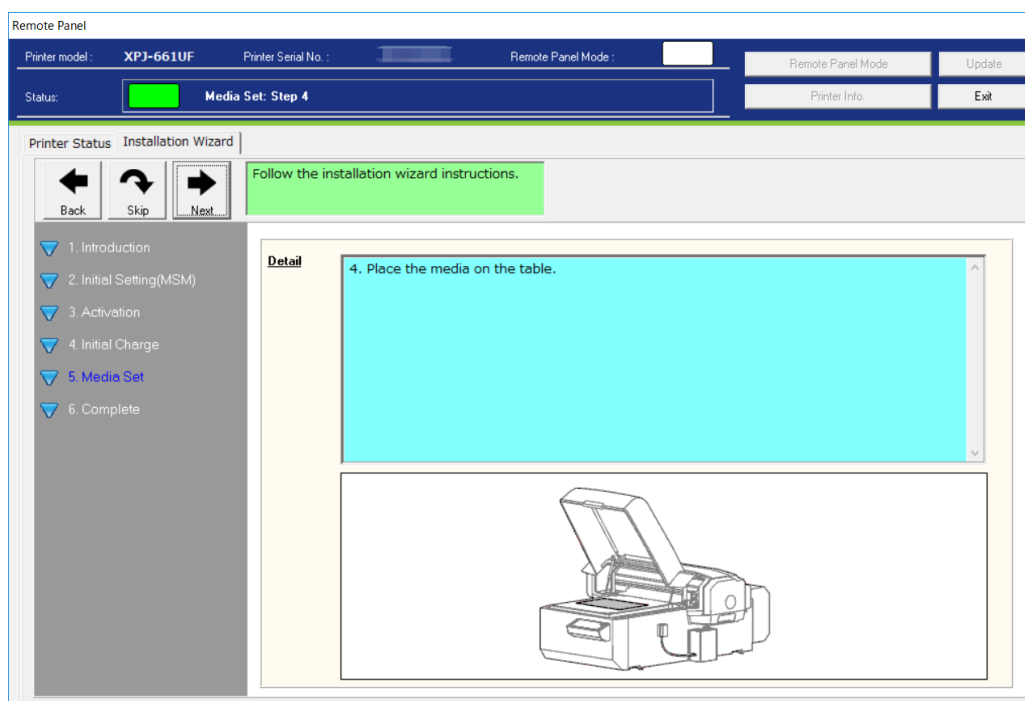 Remote Panel
Printer model : XPJ-661UF Printer Serial No. : Remote Panel Mode : Remote Panel Mode Update
Status: Media Set: Step 4 Printer Info. Exit
Printer Status Installation Wizard
Back Skip Next
Follow the installation wizard instructions.
1. Introduction
2. Initial Setting(MSM)
3. Activation
4. Initial Charge
5. Media Set
6. Complete
Detail
4. Place the media on the table.